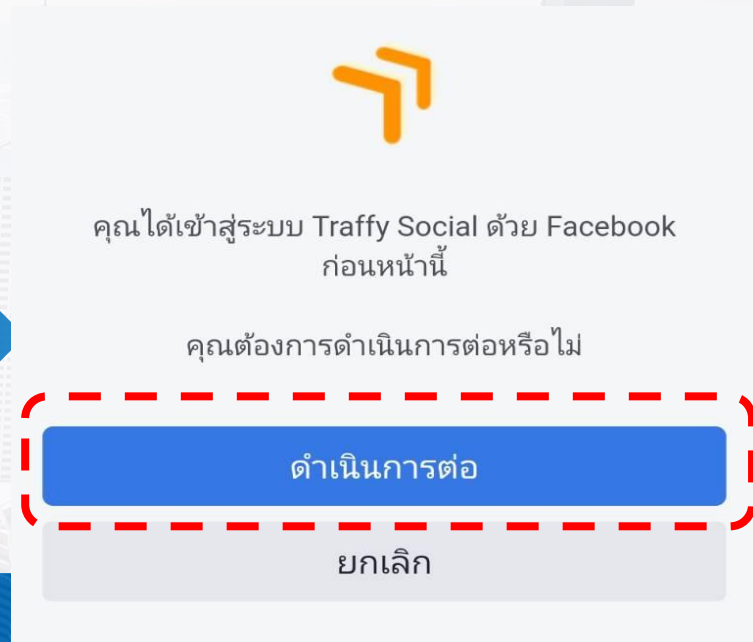 คุณได้เข้าสู่ระบบ Traffy Social ด้วย Facebook
ก่อนหน้านี้
คุณต้องการดำเนินการต่อหรือไม่
ดำเนินการต่อ
ยกเลิก